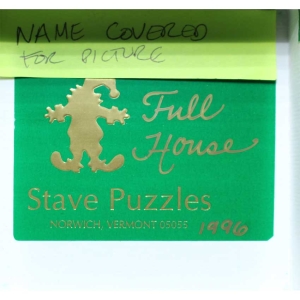 NAME COVERED
FOR PICTURE
Full
House
Stave Puzzles
NORWICH, VERMONT 05055
1996